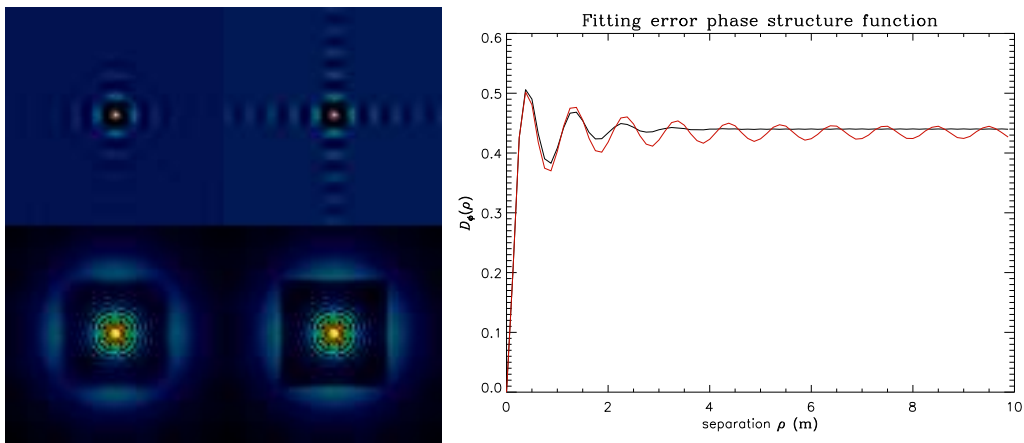 Fitting error phase structure function
0.6
0.5
0.4
0.3
0.2
0.1
0.0
D_φ(ρ)
0 2 4 6 8 10
separation ρ (m)